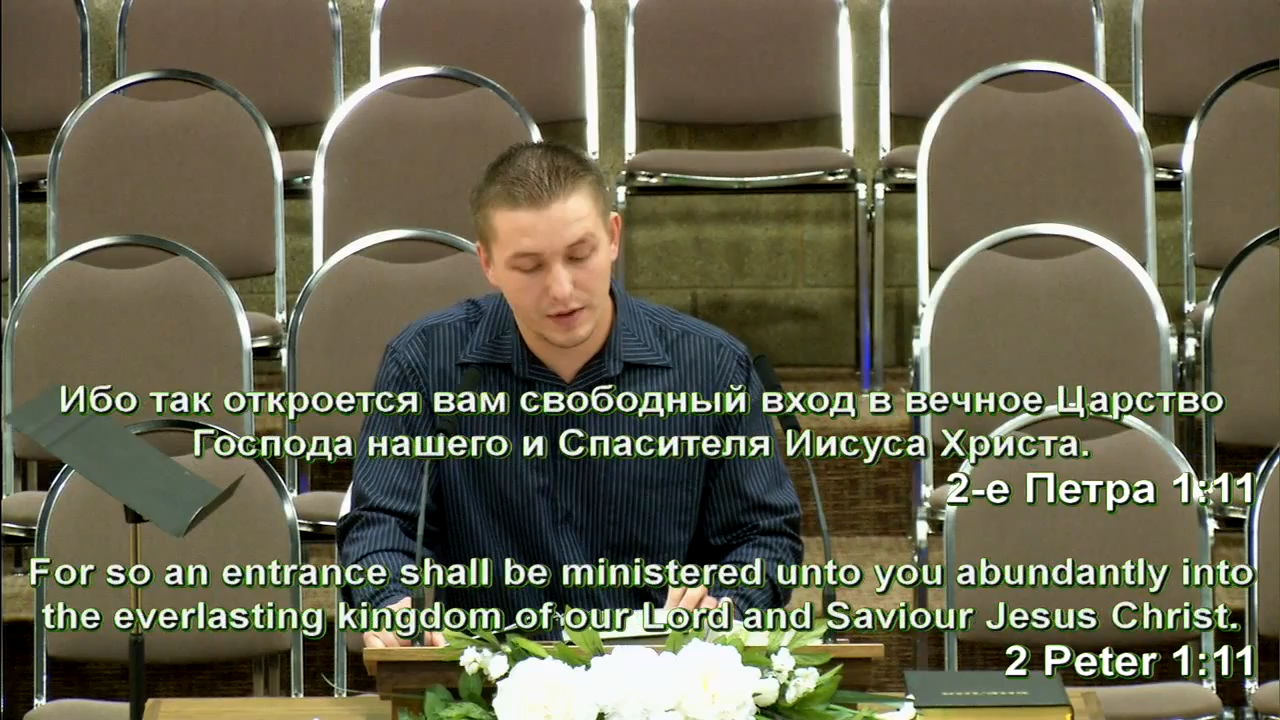 Ибо так откроется вам свободный вход в вечное Царство
Господа нашего и Спасителя Иисуса Христа.
2-е Петра 1:11
For so an entrance shall be ministered unto you abundantly into
the everlasting kingdom of our Lord and Saviour Jesus Christ.
2 Peter 1:11